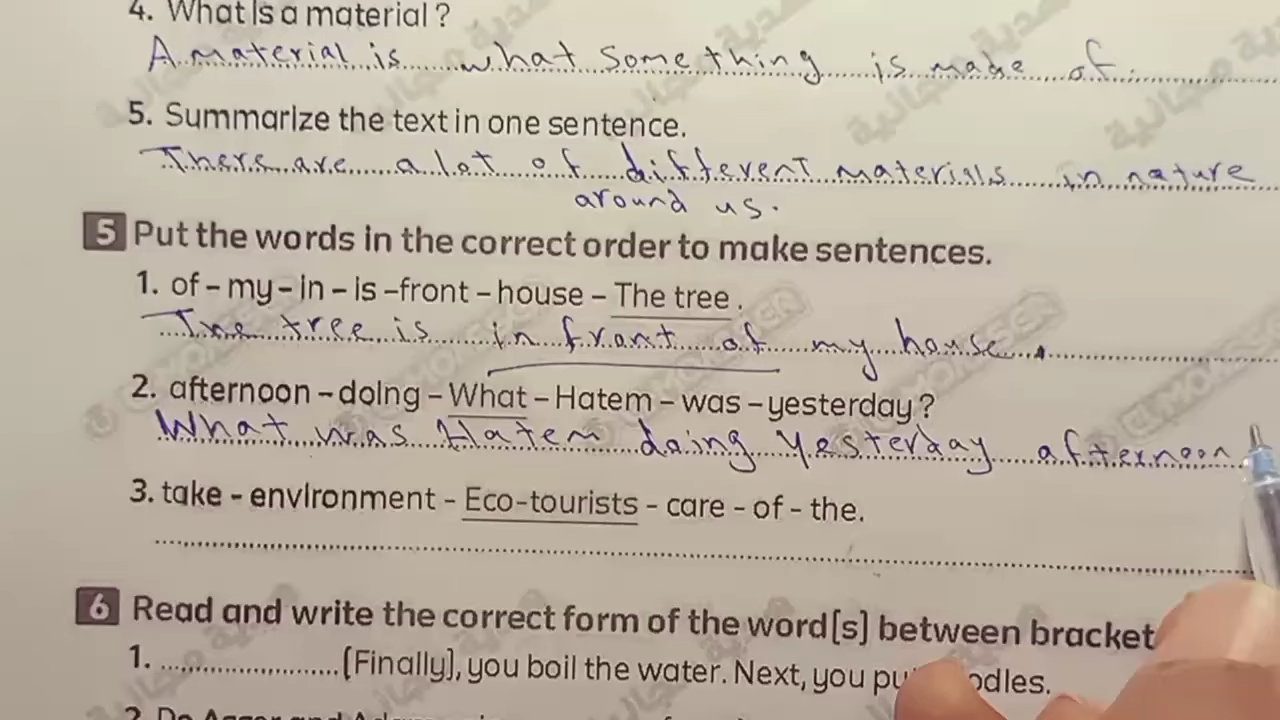 4. What is a material ?
A material is what something is made of.
5. Summarize the text in one sentence.
There are a lot of different materials in nature
around us.
5 Put the words in the correct order to make sentences.
1. of – my – in – is –front – house – The tree .
The tree is in front of my house .
2. afternoon – doing – What – Hatem – was – yesterday ?
What was Hatem doing yesterday afternoon
3. take - environment - Eco-tourists - care - of - the.
6 Read and write the correct form of the word(s) between bracket
1. (Finally), you boil the water. Next, you